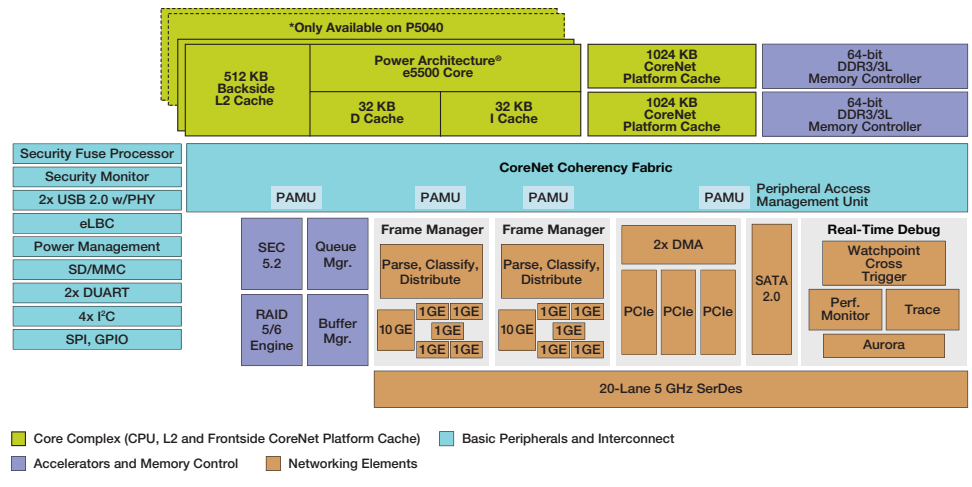 *Only Available on P5040
512 KB
Backside
L2 Cache
Power Architecture®
e5500 Core
32 KB
D Cache
32 KB
I Cache
1024 KB
CoreNet
Platform Cache
64-bit
DDR3/3L
Memory Controller
1024 KB
CoreNet
Platform Cache
64-bit
DDR3/3L
Memory Controller
Security Fuse Processor
Security Monitor
2x USB 2.0 w/PHY
eLBC
Power Management
SD/MMC
2x DUART
4x I²C
SPI, GPIO
CoreNet Coherency Fabric
PAMU
PAMU
PAMU
PAMU
Peripheral Access
Management Unit
SEC
5.2
Queue
Mgr.
RAID
5/6
Engine
Buffer
Mgr.
Frame Manager
Parse, Classify,
Distribute
10 GE
1GE 1GE
1GE
1GE 1GE
Frame Manager
Parse, Classify,
Distribute
10 GE
1GE 1GE
1GE
1GE 1GE
2x DMA
PCIe
PCIe
PCIe
SATA
2.0
Real-Time Debug
Watchpoint
Cross
Trigger
Perf.
Monitor
Trace
Aurora
20-Lane 5 GHz SerDes
Core Complex (CPU, L2 and Frontside CoreNet Platform Cache)
Basic Peripherals and Interconnect
Accelerators and Memory Control
Networking Elements